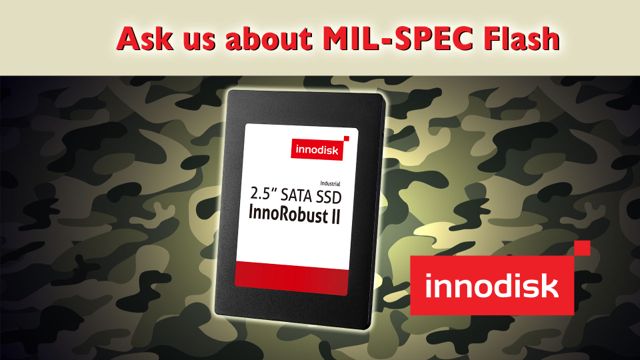 Ask us about MIL-SPEC Flash
innodisk
Industrial
2.5” SATA SSD
InnoRobust II
innodisk